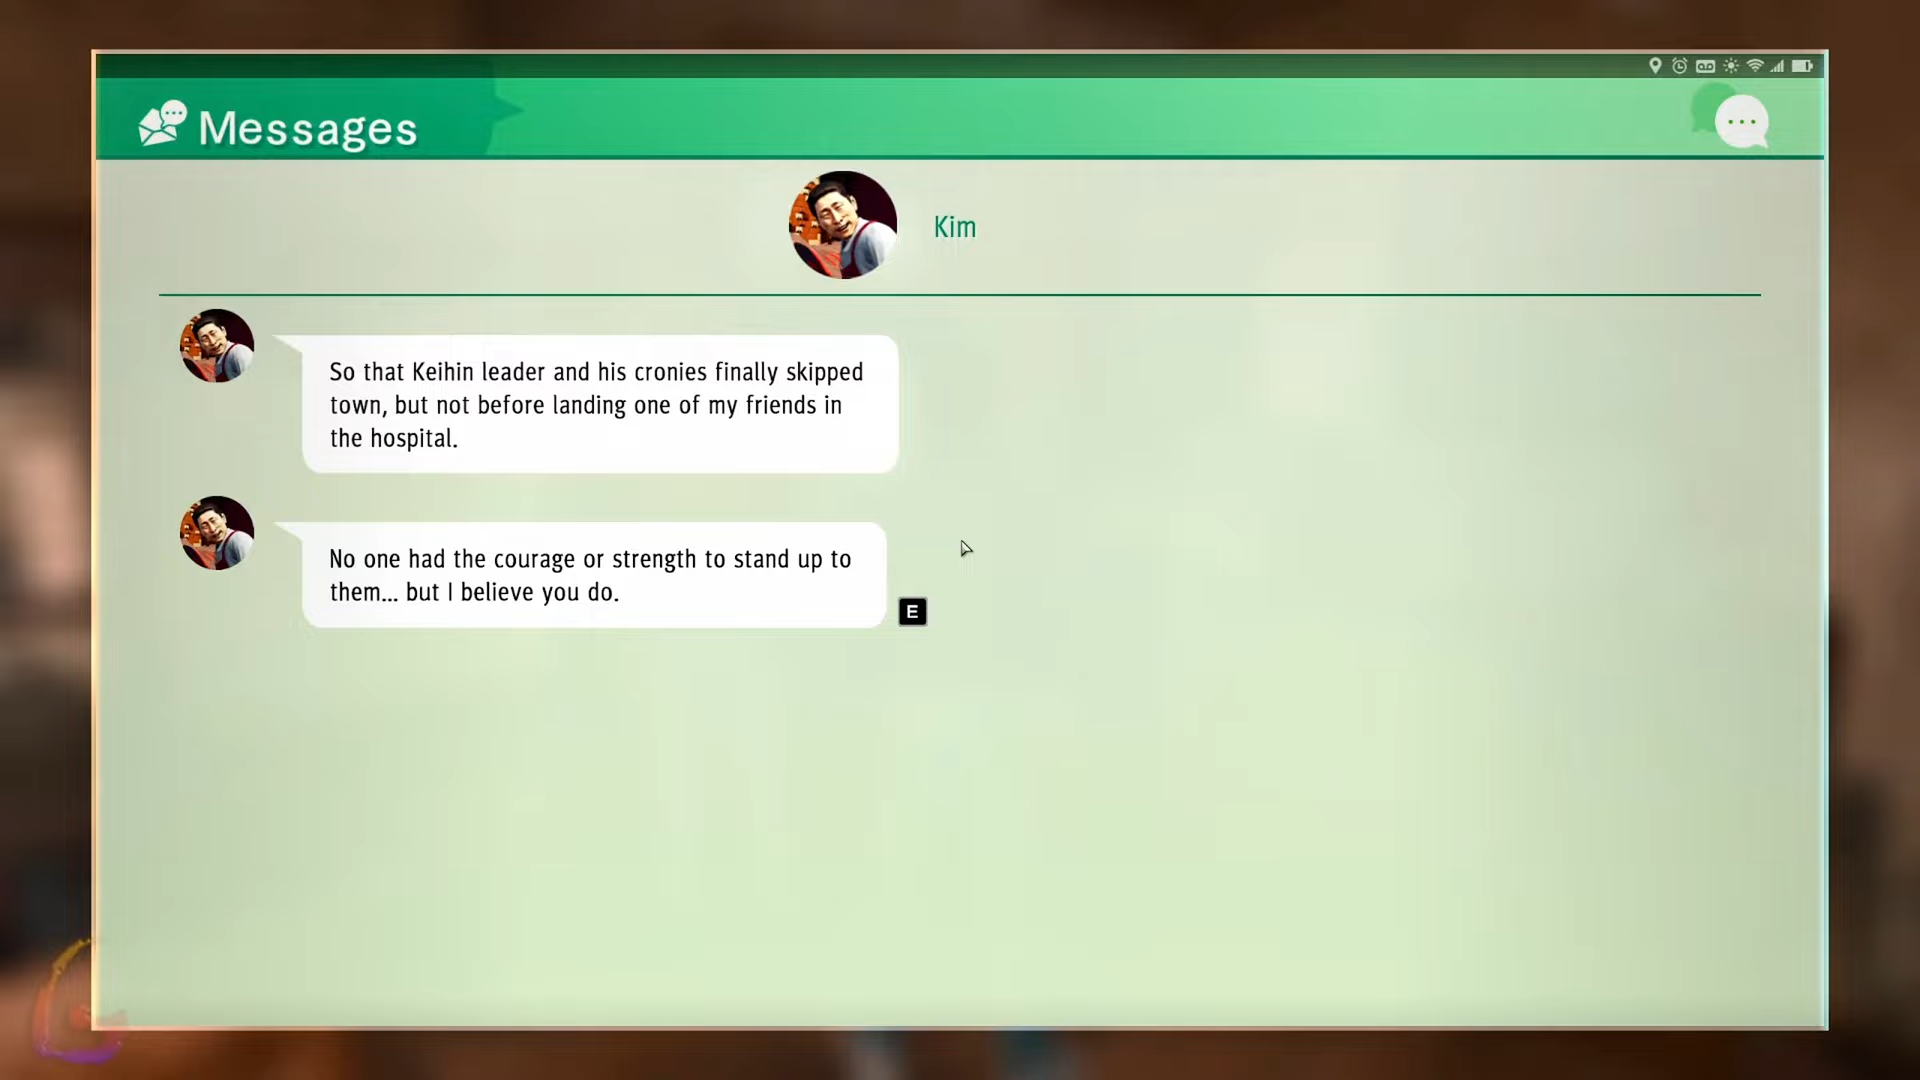 Messages
Kim
So that Keihin leader and his cronies finally skipped
town, but not before landing one of my friends in
the hospital.
No one had the courage or strength to stand up to
them... but I believe you do.
E